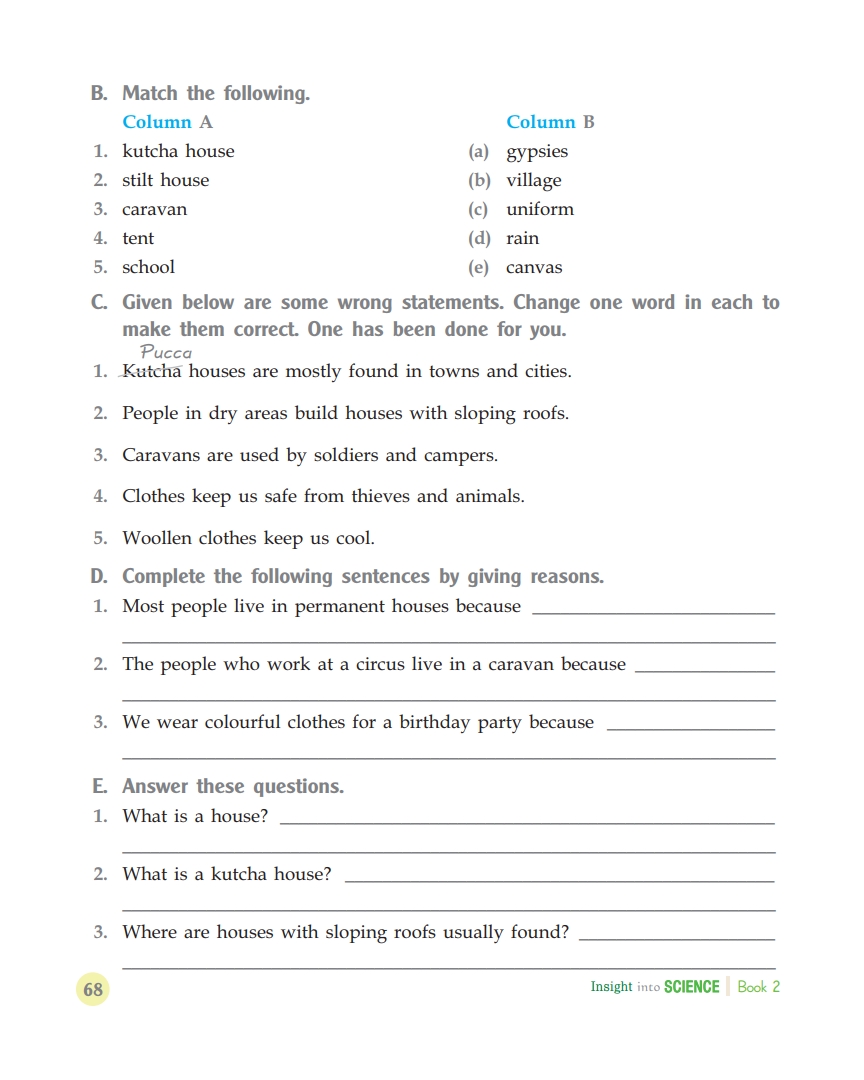 B. Match the following.
Column A Column B
1. kutcha house (a) gypsies
2. stilt house (b) village
3. caravan (c) uniform
4. tent (d) rain
5. school (e) canvas
C. Given below are some wrong statements. Change one word in each to
make them correct. One has been done for you.
Pucca
1. Kutcha houses are mostly found in towns and cities.
2. People in dry areas build houses with sloping roofs.
3. Caravans are used by soldiers and campers.
4. Clothes keep us safe from thieves and animals.
5. Woollen clothes keep us cool.
D. Complete the following sentences by giving reasons.
1. Most people live in permanent houses because
2. The people who work at a circus live in a caravan because
3. We wear colourful clothes for a birthday party because
E. Answer these questions.
1. What is a house?
2. What is a kutcha house?
3. Where are houses with sloping roofs usually found?
68 Insight into SCIENCE Book 2